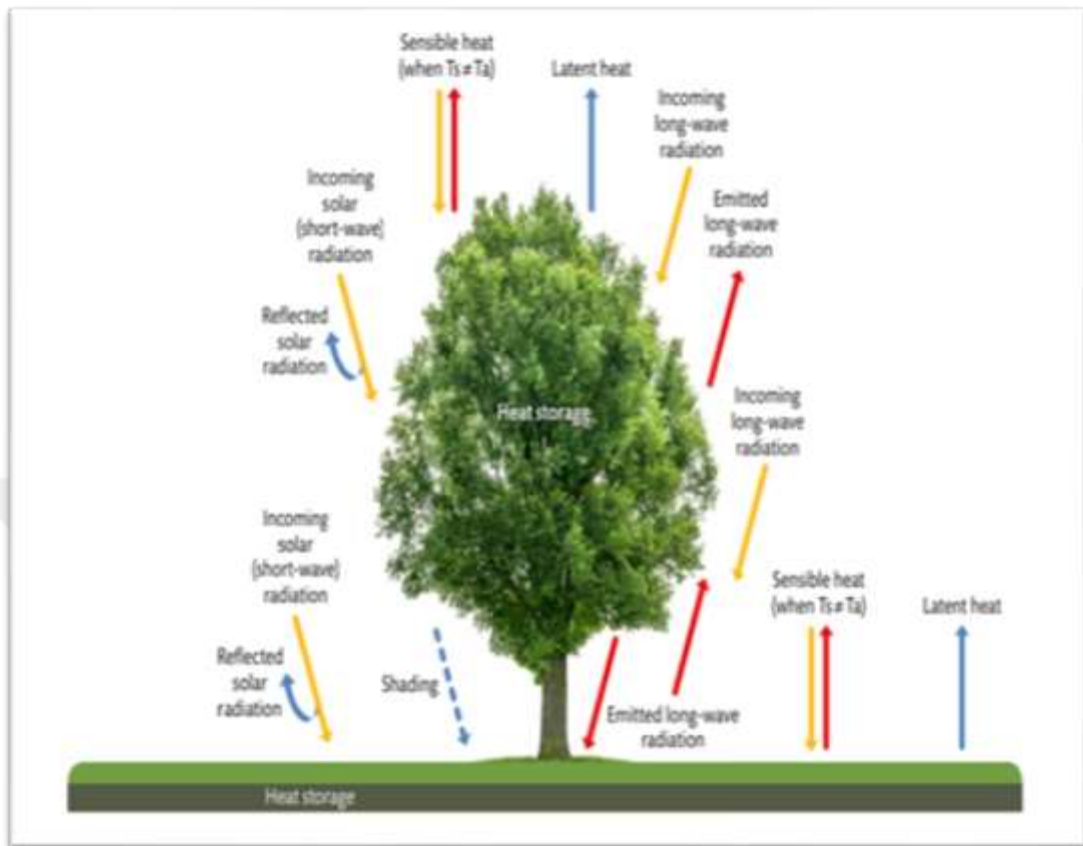 Sensible heat
(when Ts ≠ Ta)
Latent heat
Incoming
long-wave
radiation
Incoming
solar
(short-wave)
radiation
Emitted
long-wave
radiation
Reflected
solar
radiation
Heat storage
Incoming
long-wave
radiation
Incoming
solar
(short-wave)
radiation
Sensible heat
(when Ts ≠ Ta)
Latent heat
Reflected
solar
radiation
Shading
Emitted long-wave
radiation
Heat storage